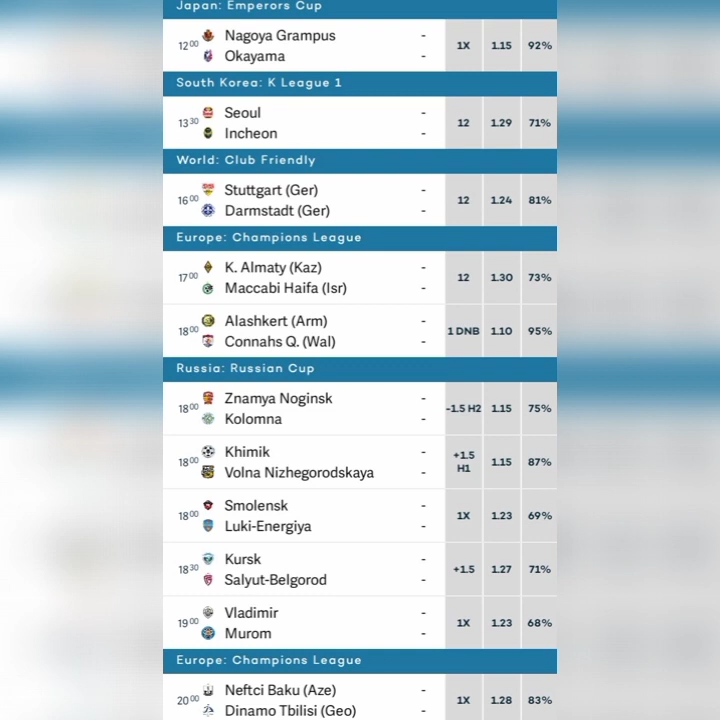 Japan: Emperors Cup
12 00 Nagoya Grampus - 1X 1.15 92%
Okayama -
South Korea: K League 1
13 30 Seoul - 12 1.29 71%
Incheon -
World: Club Friendly
16 00 Stuttgart (Ger) - 12 1.24 81%
Darmstadt (Ger) -
Europe: Champions League
17 00 K. Almaty (Kaz) - 12 1.30 73%
Maccabi Haifa (Isr) -
18 00 Alashkert (Arm) - 1 DNB 1.10 95%
Connahs Q. (Wal) -
Russia: Russian Cup
18 00 Znamya Noginsk - -1.5 H2 1.15 75%
Kolomna -
18 00 Khimik - +1.5 H1 1.15 87%
Volna Nizhegorodskaya -
18 00 Smolensk - 1X 1.23 69%
Luki-Energiya -
18 30 Kursk - +1.5 1.27 71%
Salyut-Belgorod -
19 00 Vladimir - 1X 1.23 68%
Murom -
Europe: Champions League
20 00 Neftci Baku (Aze) - 1X 1.28 83%
Dinamo Tbilisi (Geo) -